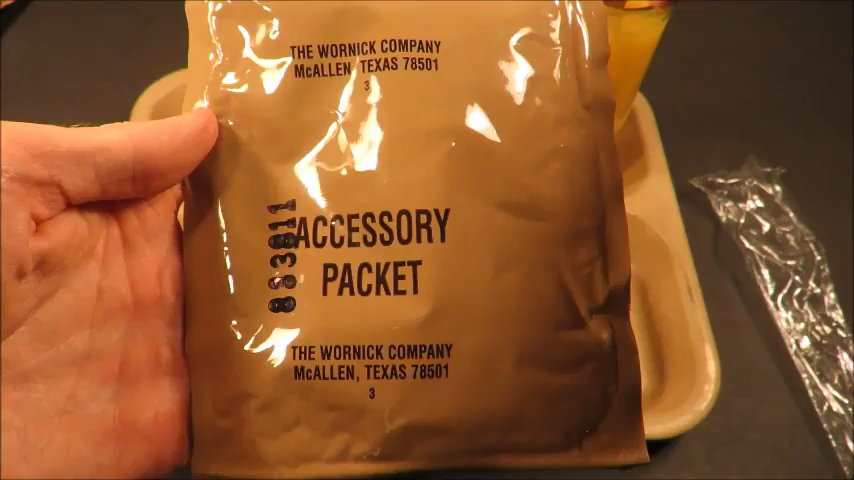 THE WORNICK COMPANY
McALLEN, TEXAS 78501
3
ACCESSORY
PACKET
THE WORNICK COMPANY
McALLEN, TEXAS 78501
3